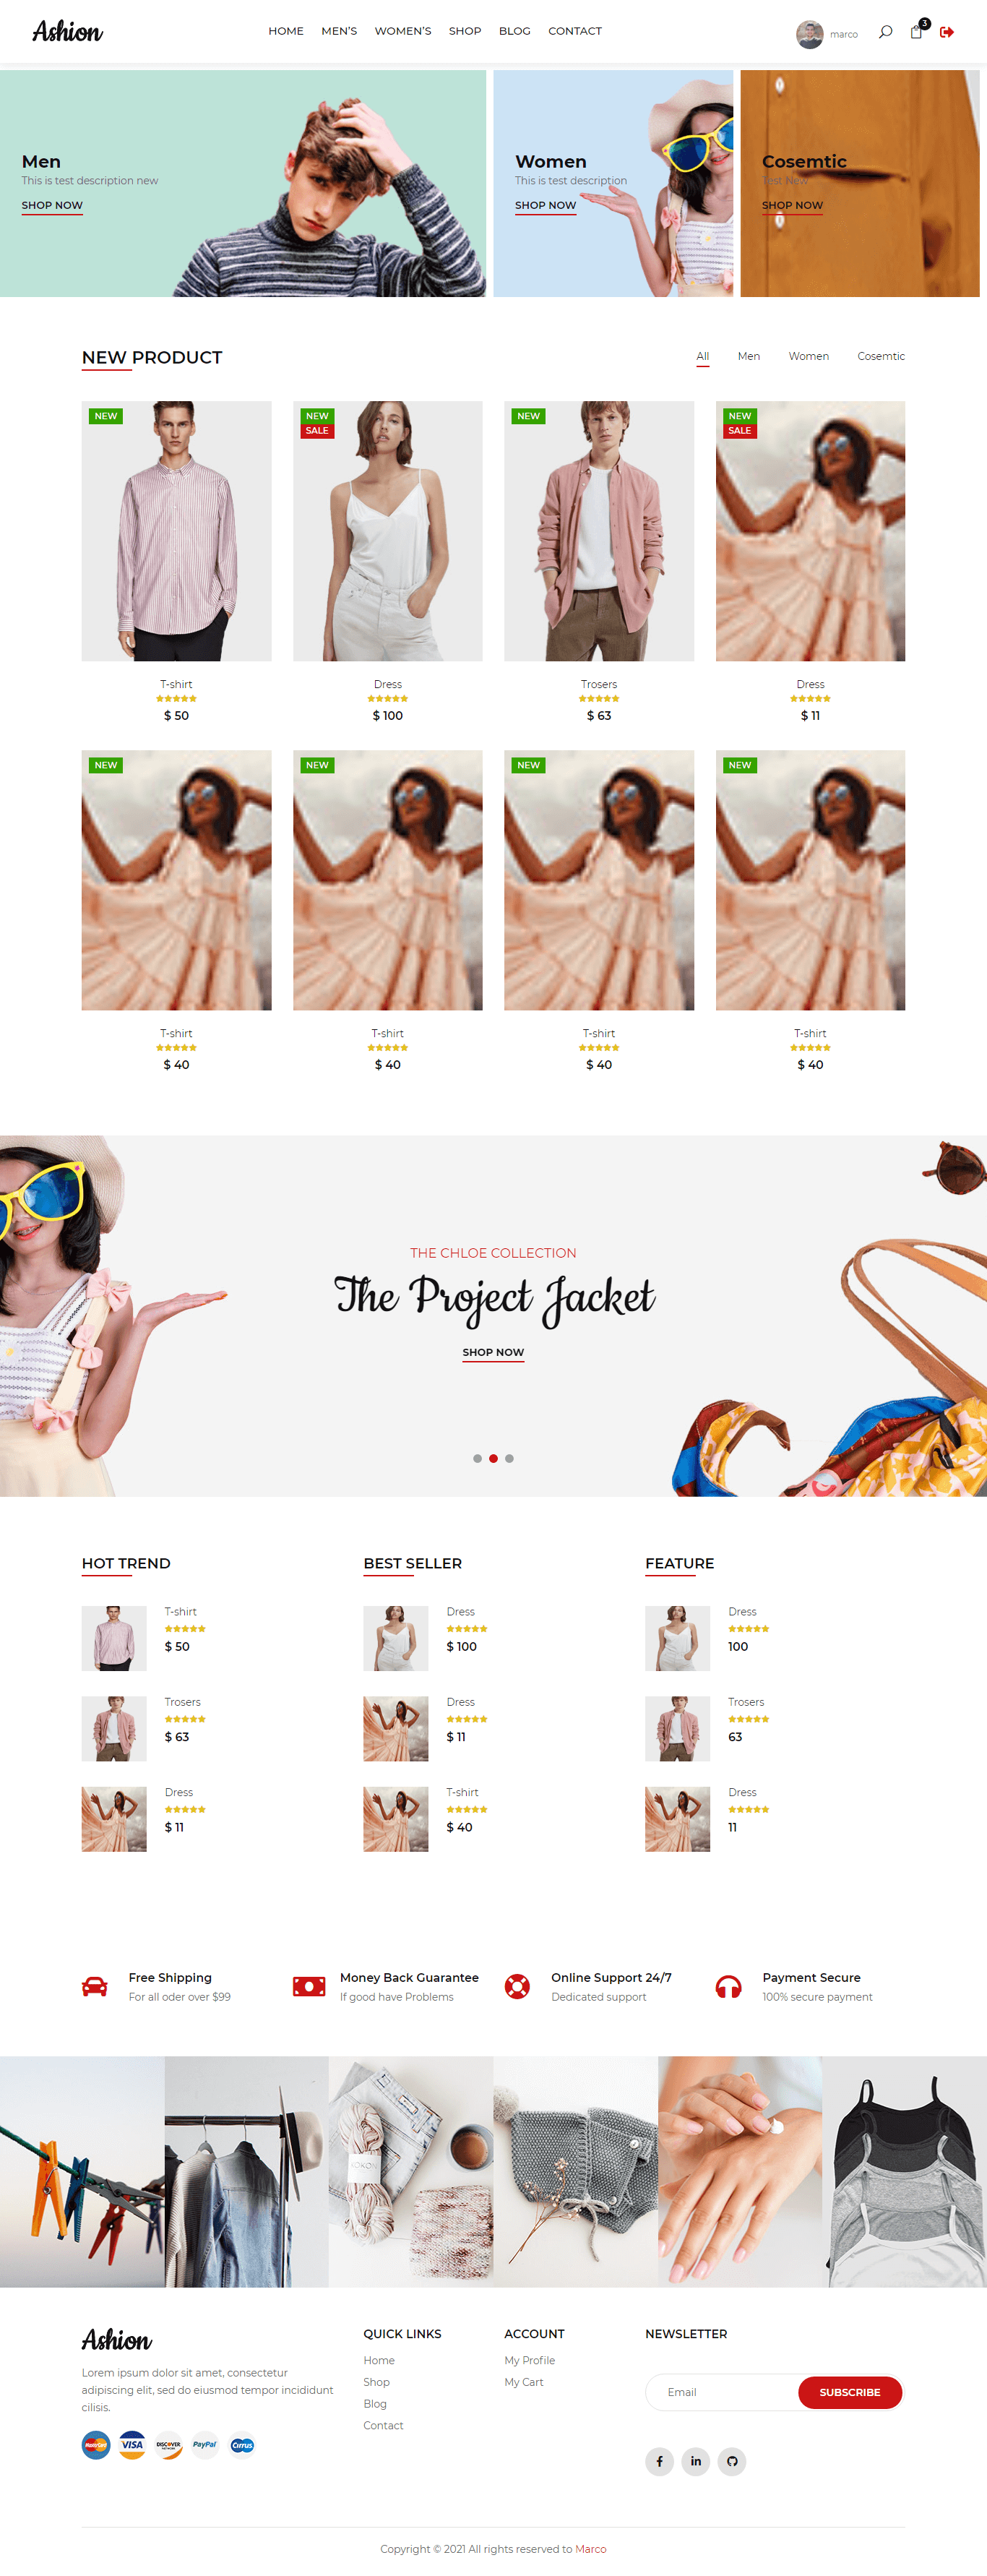 Ashion
HOME MEN'S WOMEN'S SHOP BLOG CONTACT
marco
3
Men
This is test description new
SHOP NOW
Women
This is test description
SHOP NOW
Cosemtic
Test New
SHOP NOW
NEW PRODUCT
All Men Women Cosemtic
NEW
NEW
SALE
NEW
NEW
SALE
T-shirt
$ 50
Dress
$ 100
Trosers
$ 63
Dress
$ 11
NEW
NEW
NEW
NEW
T-shirt
$ 40
T-shirt
$ 40
T-shirt
$ 40
T-shirt
$ 40
THE CHLOE COLLECTION
The Project Jacket
SHOP NOW
HOT TREND
T-shirt
$ 50
Trosers
$ 63
Dress
$ 11
BEST SELLER
Dress
$ 100
Dress
$ 11
T-shirt
$ 40
FEATURE
Dress
100
Trosers
63
Dress
11
Free Shipping
For all oder over $99
Money Back Guarantee
If good have Problems
Online Support 24/7
Dedicated support
Payment Secure
100% secure payment
Ashion
Lorem ipsum dolor sit amet, consectetur
adipiscing elit, sed do eiusmod tempor incididunt
cilisis.
MasterCard VISA DISCOVER PayPal Cirrus
QUICK LINKS
Home
Shop
Blog
Contact
ACCOUNT
My Profile
My Cart
NEWSLETTER
Email
SUBSCRIBE
Copyright © 2021 All rights reserved to Marco